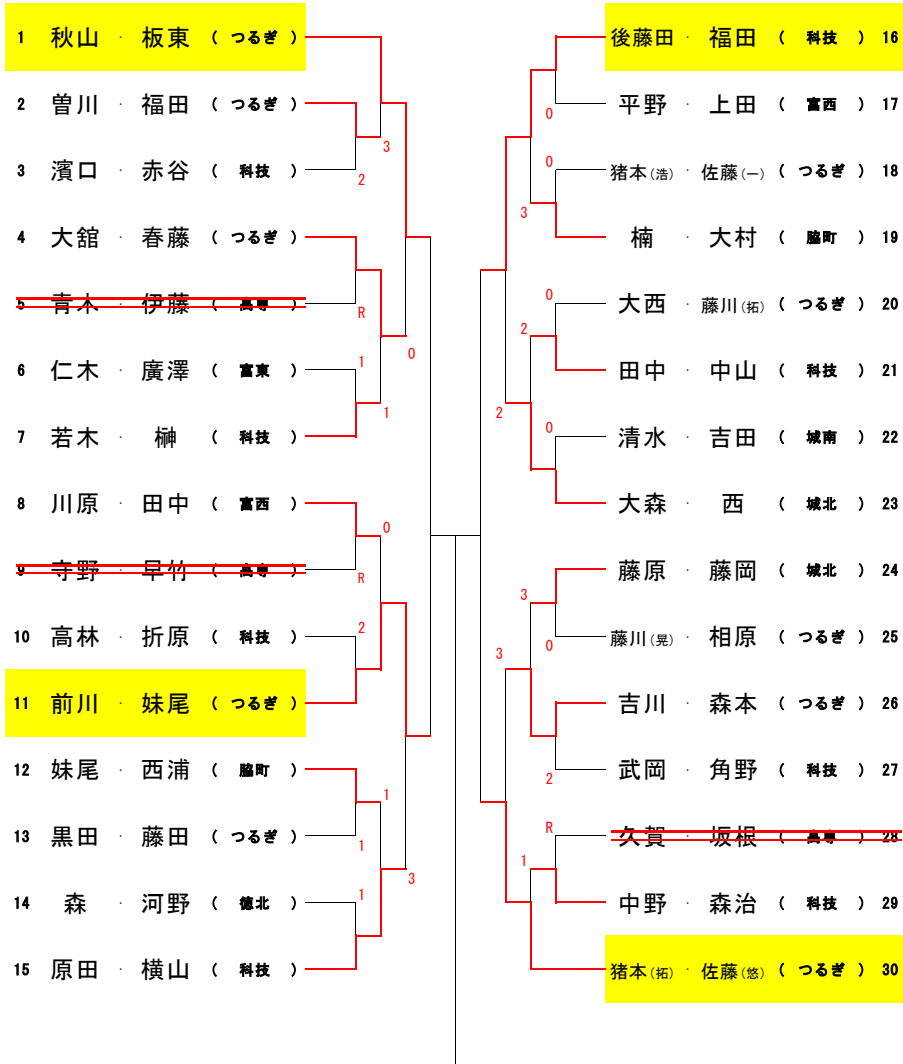 1 秋山 · 板東 ( つるぎ )
2 曽川 · 福田 ( つるぎ )
3
3 濱口 · 赤谷 ( 科技 )
2
4 大舘 · 春藤 ( つるぎ )
5 青木 · 伊藤 ( 高専 )
R
0
6 仁木 · 廣澤 ( 富東 )
1
1
7 若木 · 榊 ( 科技 )
8 川原 · 田中 ( 富西 )
0
9 寺野 · 早竹 ( 高専 )
R
10 高林 · 折原 ( 科技 )
2
11 前川 · 妹尾 ( つるぎ )
12 妹尾 · 西浦 ( 脇町 )
1
13 黒田 · 藤田 ( つるぎ )
1
3
14 森 · 河野 ( 徳北 )
1
15 原田 · 横山 ( 科技 )
後藤田 · 福田 ( 科技 ) 16
0
平野 · 上田 ( 富西 ) 17
0
猪本(浩) · 佐藤(一) ( つるぎ ) 18
3
楠 · 大村 ( 脇町 ) 19
0
大西 · 藤川(拓) ( つるぎ ) 20
2
田中 · 中山 ( 科技 ) 21
2
0
清水 · 吉田 ( 城南 ) 22
大森 · 西 ( 城北 ) 23
藤原 · 藤岡 ( 城北 ) 24
3
0
藤川(晃) · 相原 ( つるぎ ) 25
3
吉川 · 森本 ( つるぎ ) 26
2
武岡 · 角野 ( 科技 ) 27
R
久賀 · 坂根 ( 高専 ) 28
1
中野 · 森治 ( 科技 ) 29
猪本(拓) · 佐藤(悠) ( つるぎ ) 30